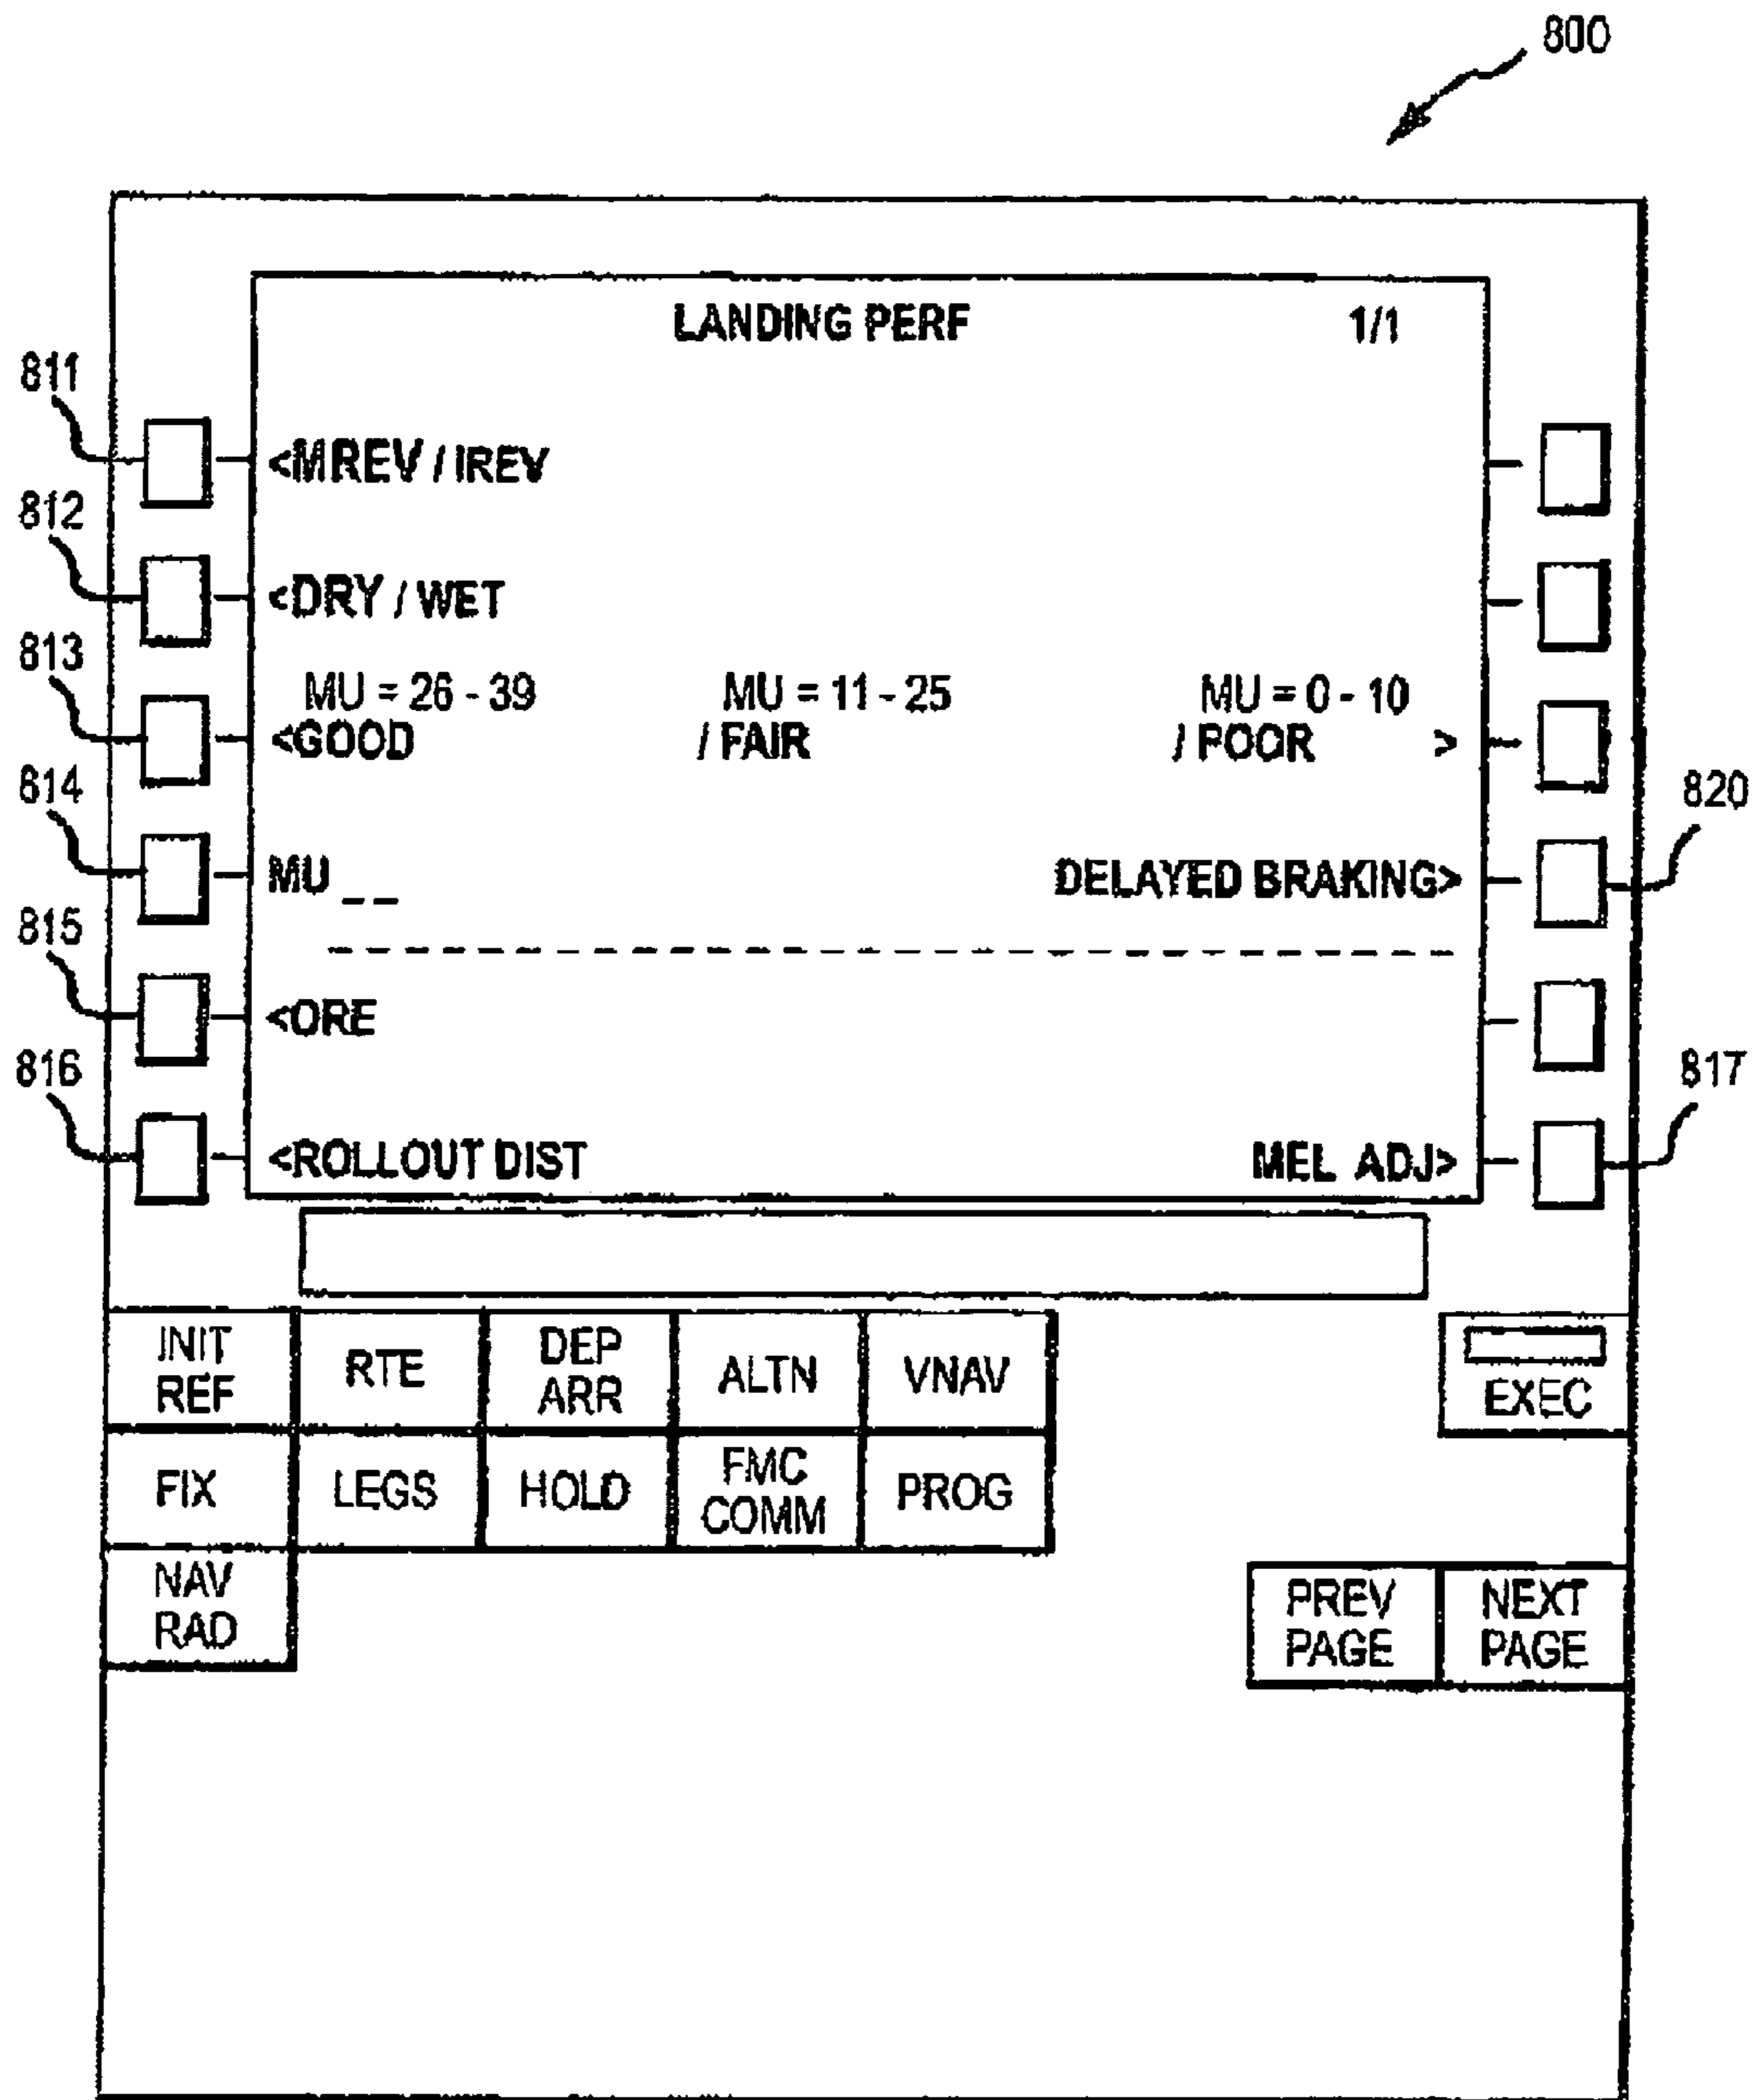 800
LANDING PERF 1/1
811
<MREV / IREV
812
<DRY / WET
813
MU = 26 - 39 MU = 11 - 25 MU = 0 - 10
<GOOD / FAIR / POOR >
814
820
MU _ _ DELAYED BRAKING>
815
<ORE
816
817
<ROLLOUT DIST MEL ADJ>
INIT REF
RTE
DEP ARR
ALTN
VNAV
EXEC
FIX
LEGS
HOLD
FMC COMM
PROG
NAV RAD
PREV PAGE
NEXT PAGE